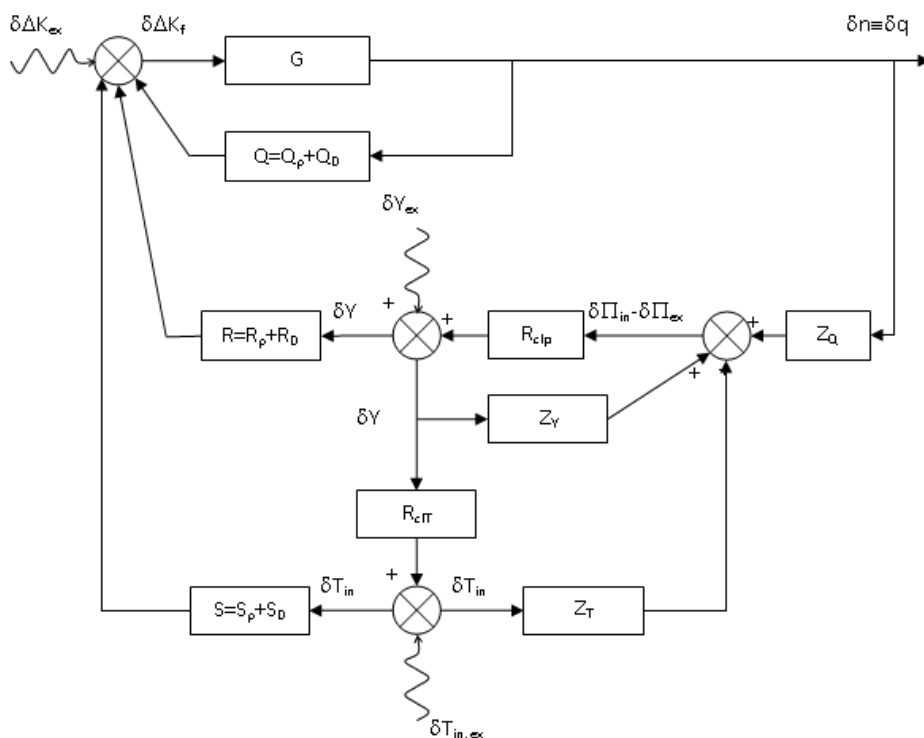 δΔK_ex
δΔK_f
δn≡δq
G
Q=Q_ρ+Q_D
δY_ex
+
+
δY
δΠ_in-δΠ_ex
+
R=R_ρ+R_D
R_clp
Z_Q
+
δY
Z_Y
R_clT
+
δT_in
δT_in
S=S_ρ+S_D
Z_T
δT_in,ex